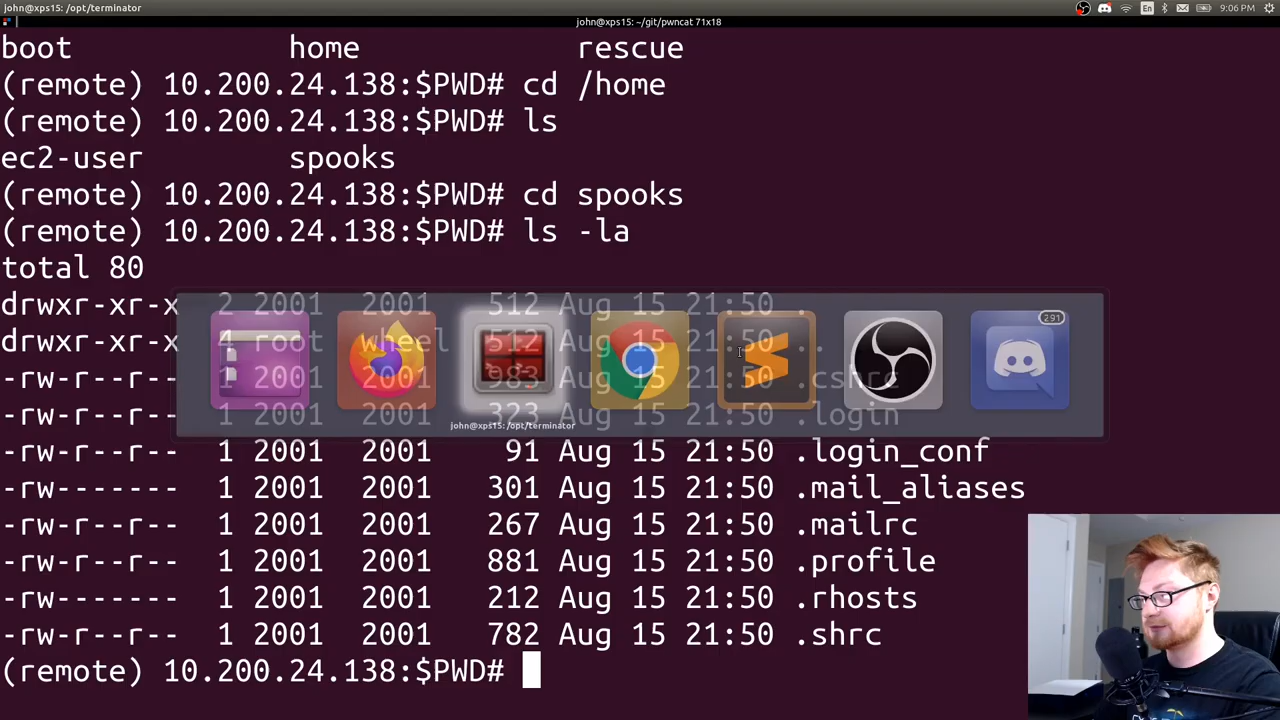 john@xps15: /opt/terminator
En
9:06 PM
john@xps15: ~/git/pwncat 71x18
boot home rescue
(remote) 10.200.24.138:$PWD# cd /home
(remote) 10.200.24.138:$PWD# ls
ec2-user spooks
(remote) 10.200.24.138:$PWD# cd spooks
(remote) 10.200.24.138:$PWD# ls -la
total 80
drwxr-xr-x 2 2001 2001 512 Aug 15 21:50 .
drwxr-xr-x 4 root wheel 512 Aug 15 21:50 ..
-rw-r--r-- 1 2001 2001 983 Aug 15 21:50 .cshrc
-rw-r--r-- 1 2001 2001 323 Aug 15 21:50 .login
-rw-r--r-- 1 2001 2001 91 Aug 15 21:50 .login_conf
-rw------- 1 2001 2001 301 Aug 15 21:50 .mail_aliases
-rw-r--r-- 1 2001 2001 267 Aug 15 21:50 .mailrc
-rw-r--r-- 1 2001 2001 881 Aug 15 21:50 .profile
-rw------- 1 2001 2001 212 Aug 15 21:50 .rhosts
-rw-r--r-- 1 2001 2001 782 Aug 15 21:50 .shrc
(remote) 10.200.24.138:$PWD#
291
john@xps15: /opt/terminator